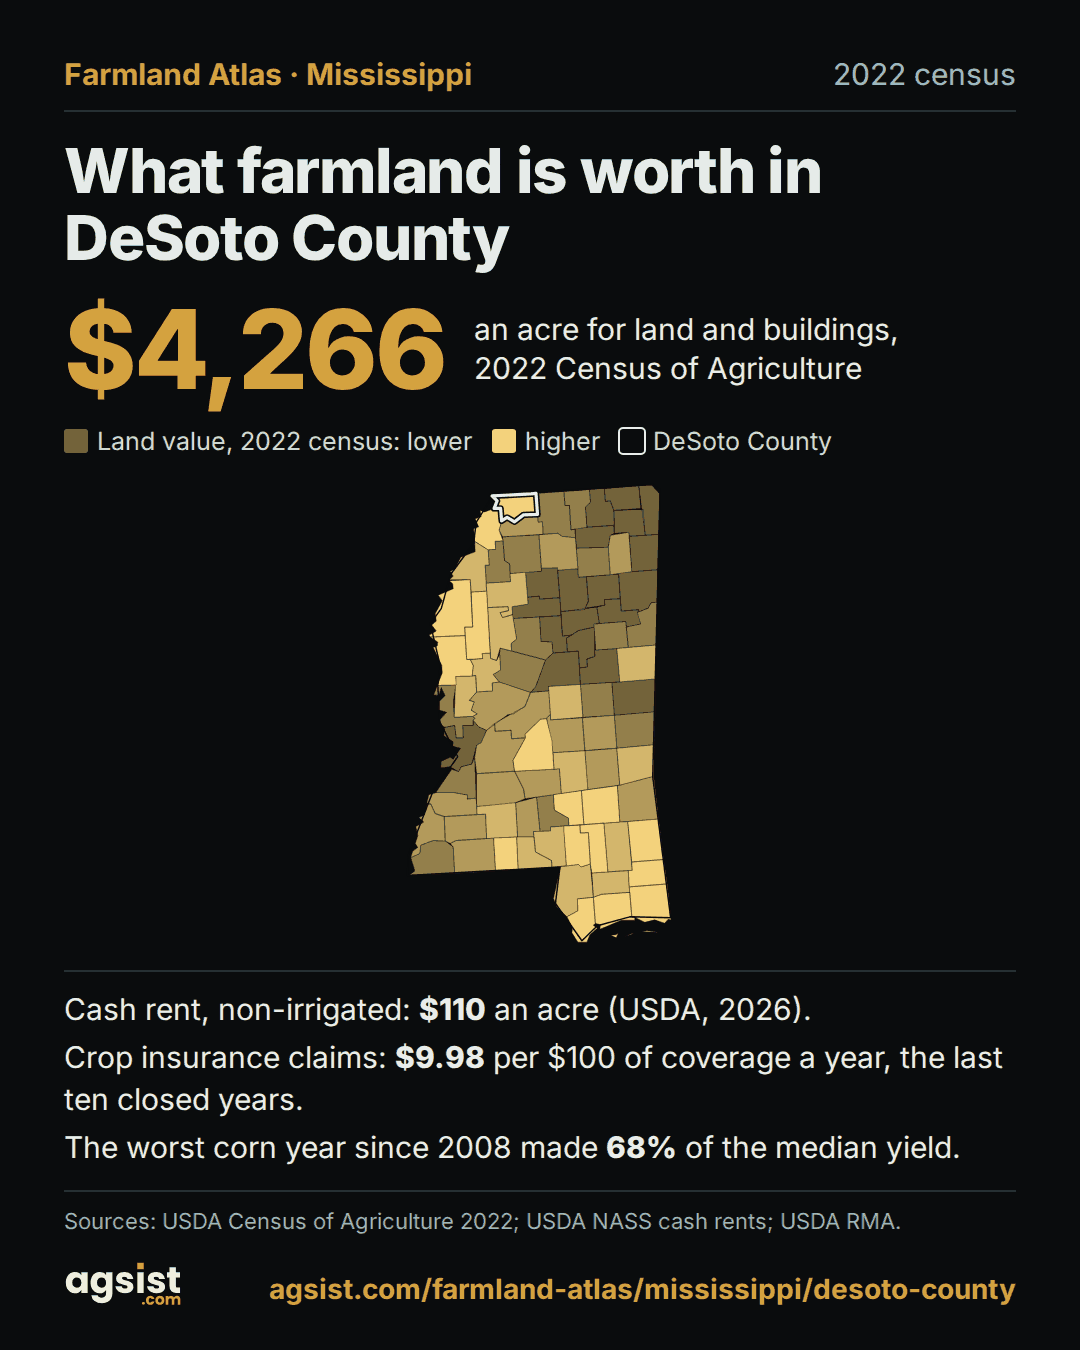 Farmland Atlas · Mississippi
2022 census
What farmland is worth in
DeSoto County
$4,266
an acre for land and buildings,
2022 Census of Agriculture
Land value, 2022 census: lower
higher
DeSoto County
Cash rent, non-irrigated: $110 an acre (USDA, 2026).
Crop insurance claims: $9.98 per $100 of coverage a year, the last
ten closed years.
The worst corn year since 2008 made 68% of the median yield.
Sources: USDA Census of Agriculture 2022; USDA NASS cash rents; USDA RMA.
agsist
.com
agsist.com/farmland-atlas/mississippi/desoto-county